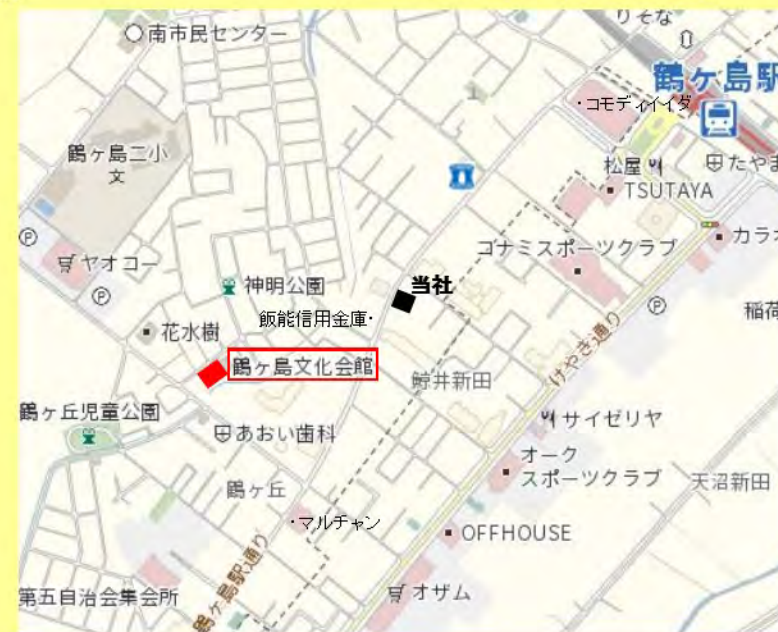 りそな
南市民センター
鶴ヶ島駅
・コモディイイダ
鶴ヶ島二小
文
松屋
たやま
TSUTAYA
カラオ
コナミスポーツクラブ
ヤオコー
P
P
当社
神明公園
P
稲荷
飯能信用金庫・
花水樹
鶴ヶ島文化会館
鯨井新田
けやき通り
鶴ヶ丘児童公園
サイゼリヤ
あおい歯科
オーク
スポーツクラブ
天沼新田
鶴ヶ丘
・マルチャン
OFFHOUSE
鶴ヶ島駅通り
第五自治会集会所
オザム